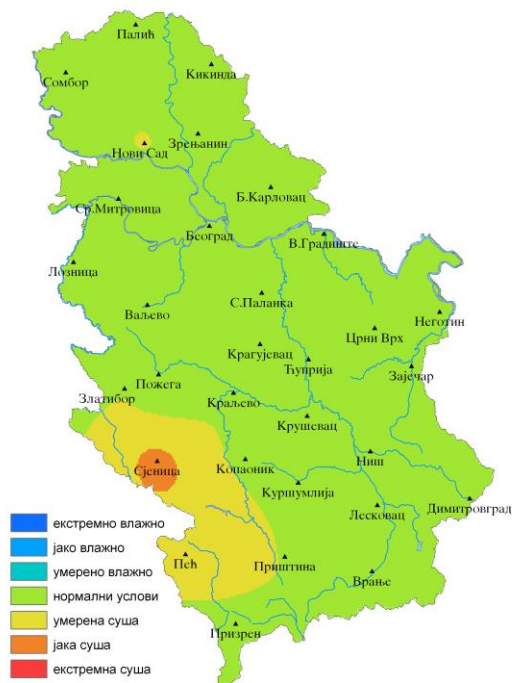 Палић
Кикинда
Сомбор
Зрењанин
Нови Сад
Б.Карловац
Ср.Митровица
Београд
В.Градиште
Лозница
С.Паланка
Ваљево
Неготин
Црни Врх
Крагујевац
Ћуприја
Зајечар
Пожега
Златибор
Краљево
Крушевац
Ниш
Сјеница
Копаоник
Куршумлија
Димитровград
Лесковац
Пећ
Приштина
Врање
Призрен
екстремно влажно
јако влажно
умерено влажно
нормални услови
умерена суша
јака суша
екстремна суша